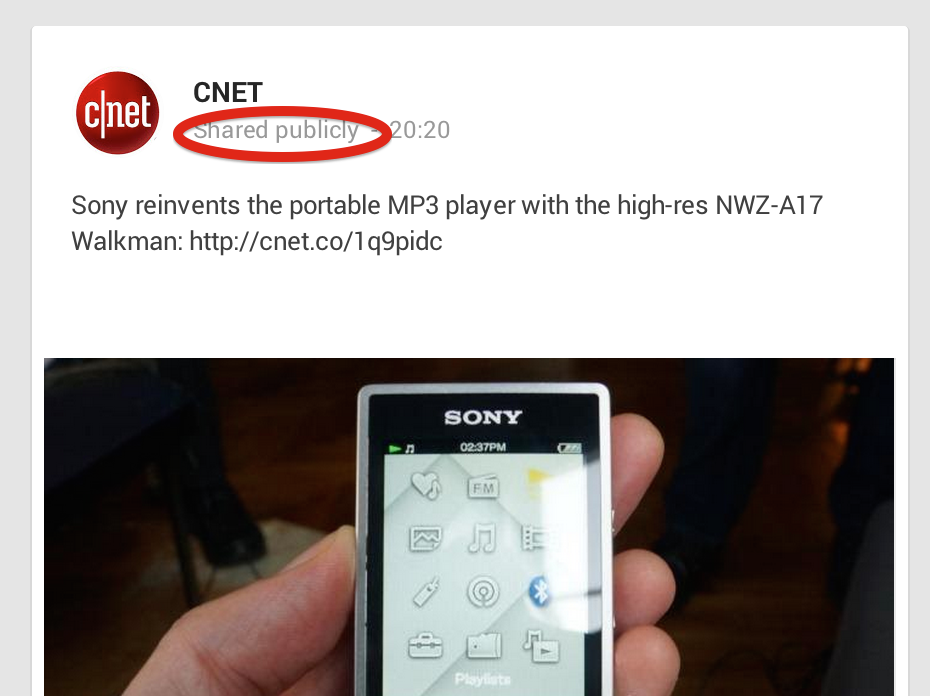 c|net
CNET
Shared publicly - 20:20
Sony reinvents the portable MP3 player with the high-res NWZ-A17
Walkman: http://cnet.co/1q9pidc
SONY
02:37PM
FM
Playlists